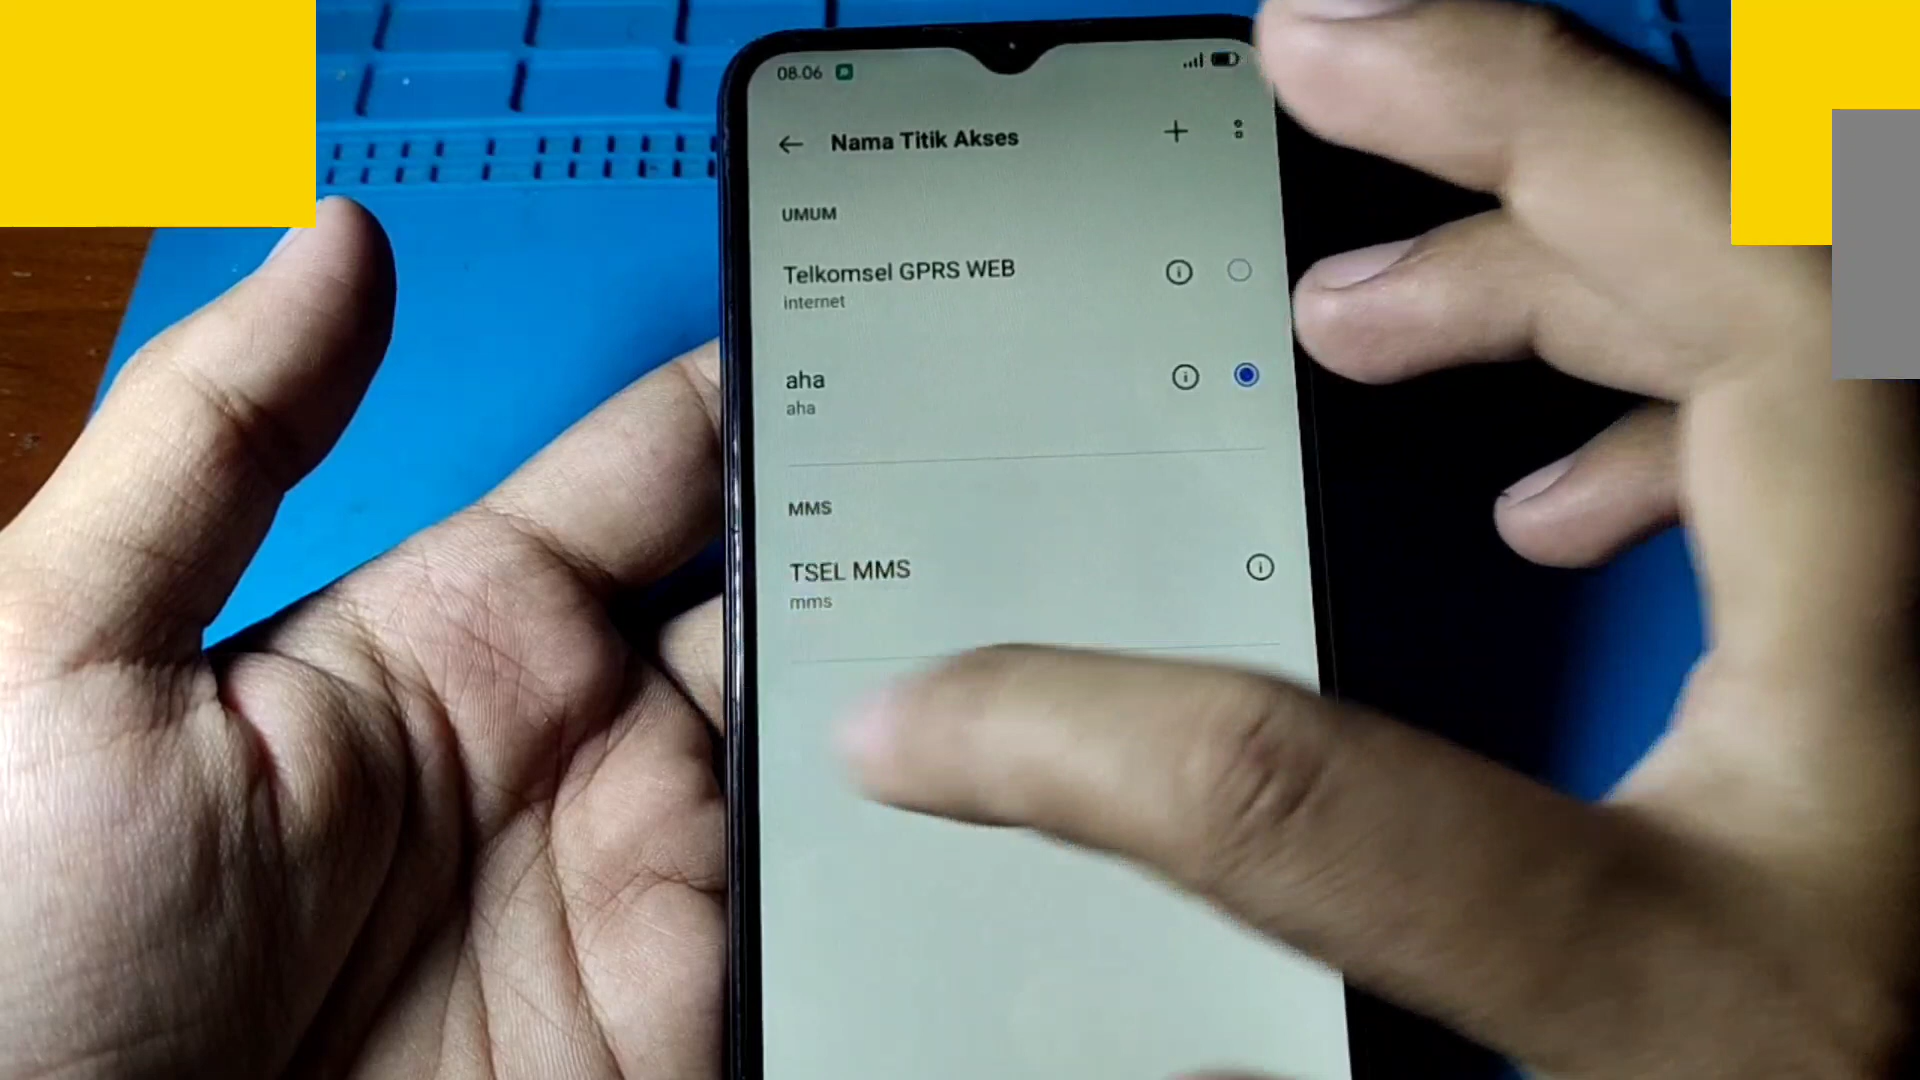 08.06
Nama Titik Akses
UMUM
Telkomsel GPRS WEB
internet
aha
aha
MMS
TSEL MMS
mms